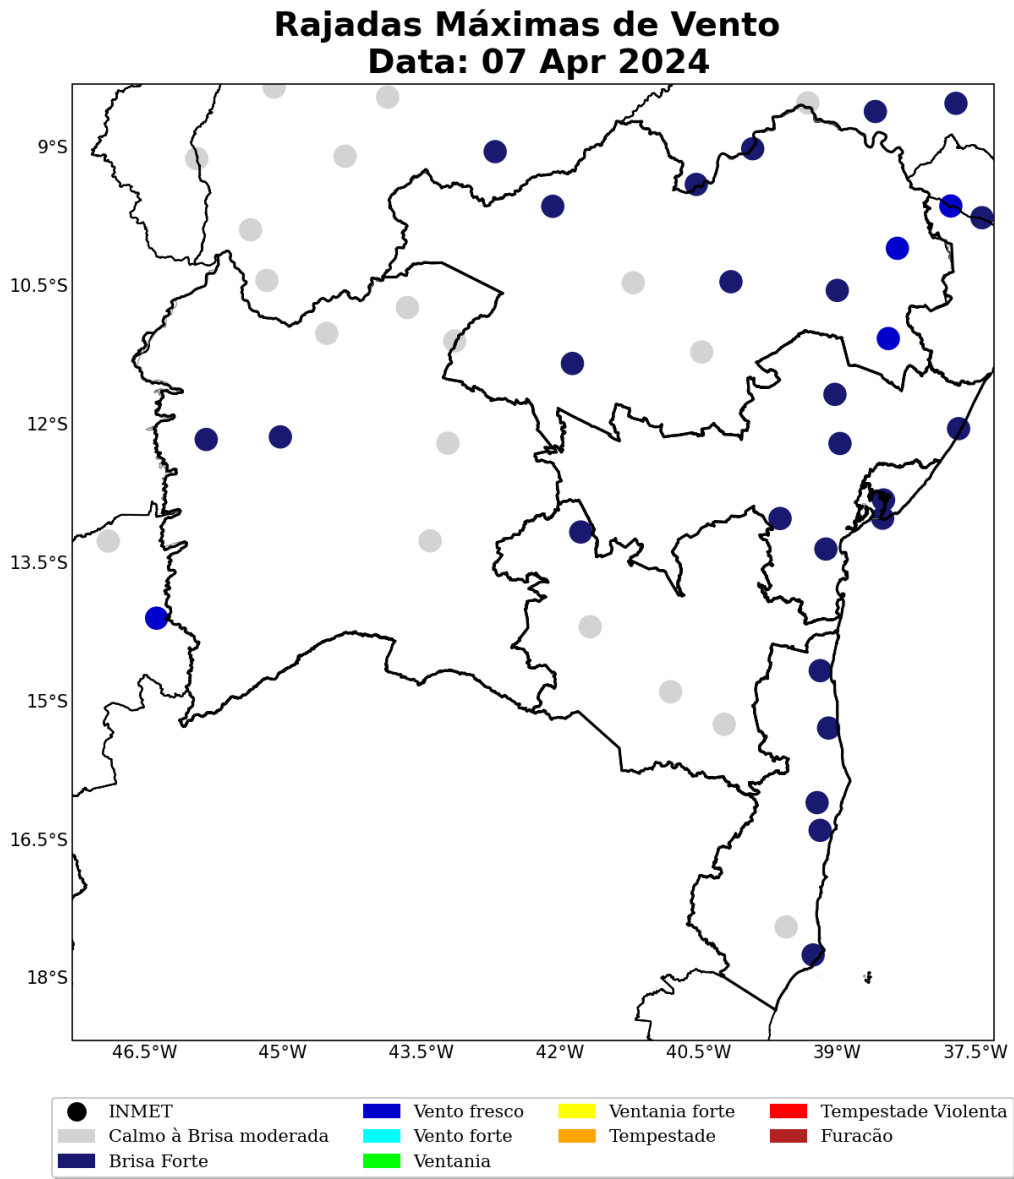 Rajadas Máximas de Vento
Data: 07 Apr 2024
9°S
10.5°S
12°S
13.5°S
15°S
16.5°S
18°S
46.5°W 45°W 43.5°W 42°W 40.5°W 39°W 37.5°W
INMET
Calmo à Brisa moderada
Brisa Forte
Vento fresco
Vento forte
Ventania
Ventania forte
Tempestade
Tempestade Violenta
Furacão